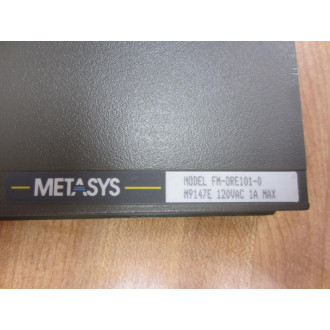 METASYS
MODEL FM-DRE101-0
M9147E 120VAC 1A MAX